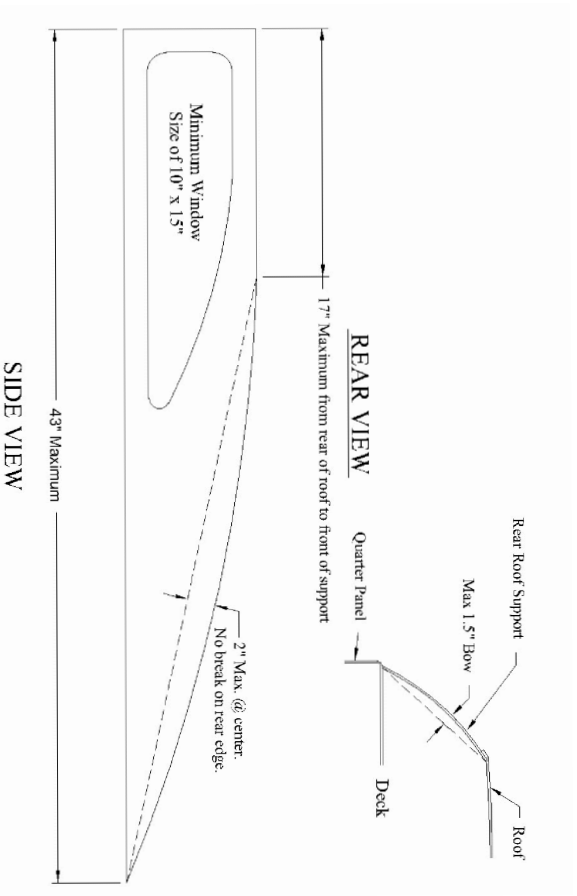 Rear Roof Support
Roof
Max 1.5" Bow
Quarter Panel
Deck
REAR VIEW
17" Maximum from rear of roof to front of support
2" Max. @ center.
No break on rear edge.
Minimum Window
Size of 10" x 15"
43" Maximum
SIDE VIEW